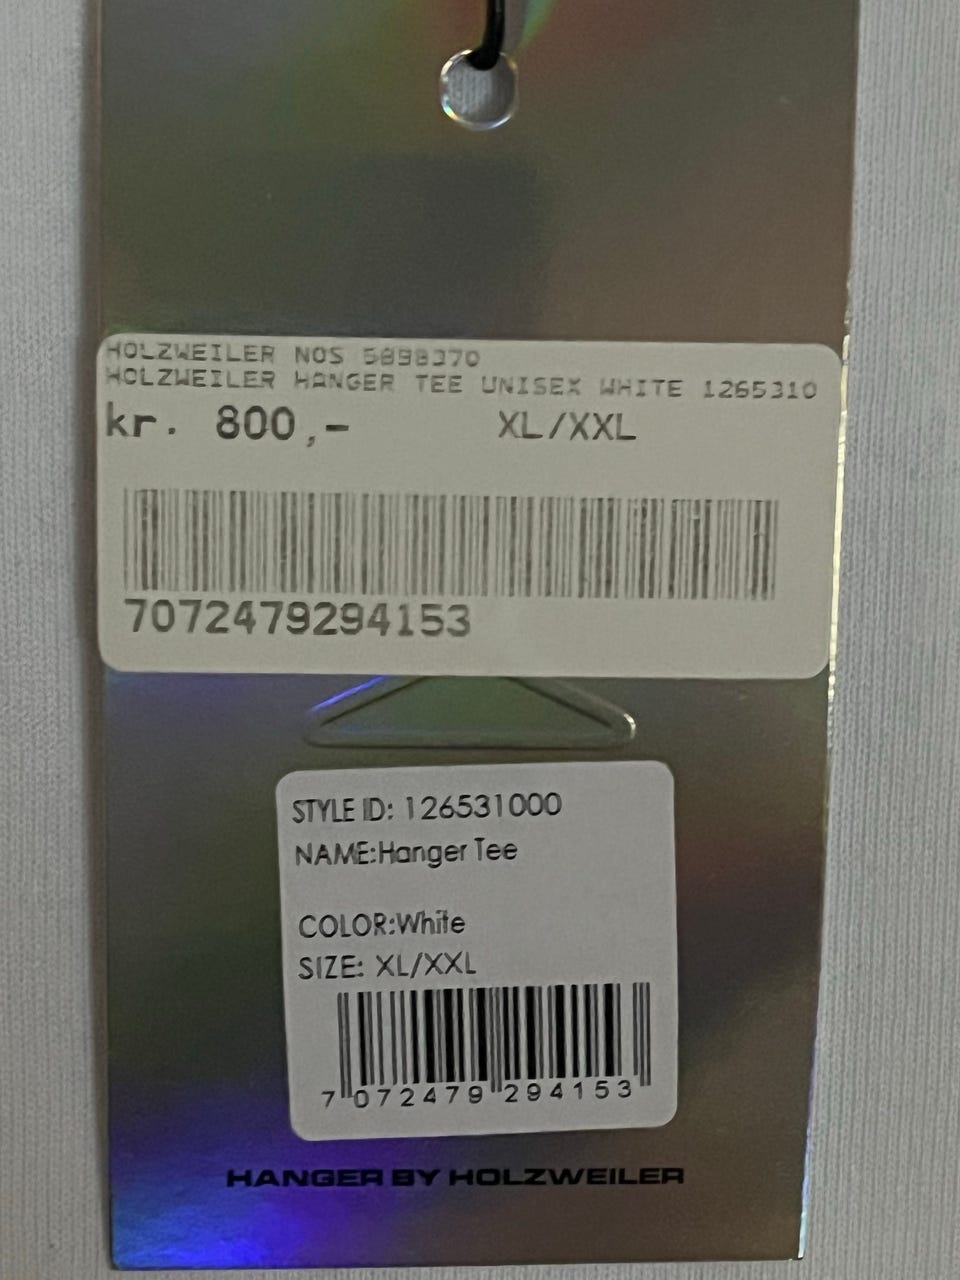 HOLZWEILER NOS 5898370
HOLZWEILER HANGER TEE UNISEX WHITE 1265310
kr. 800,- XL/XXL
7072479294153
STYLE ID: 126531000
NAME:Hanger Tee
COLOR:White
SIZE: XL/XXL
7 072479 294153
HANGER BY HOLZWEILER